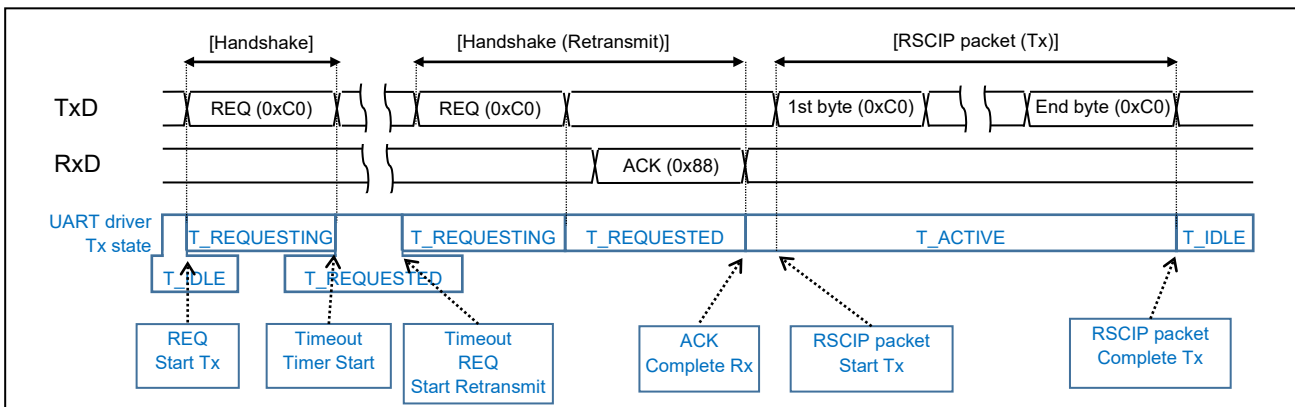 [Handshake]
[Handshake (Retransmit)]
[RSCIP packet (Tx)]
TxD
REQ (0xC0)
REQ (0xC0)
1st byte (0xC0)
End byte (0xC0)
RxD
ACK (0x88)
UART driver
Tx state
T_REQUESTING
T_REQUESTING
T_REQUESTED
T_ACTIVE
T_IDLE
T_IDLE
T_REQUESTED
REQ
Start Tx
Timeout
Timer Start
Timeout
REQ
Start Retransmit
ACK
Complete Rx
RSCIP packet
Start Tx
RSCIP packet
Complete Tx